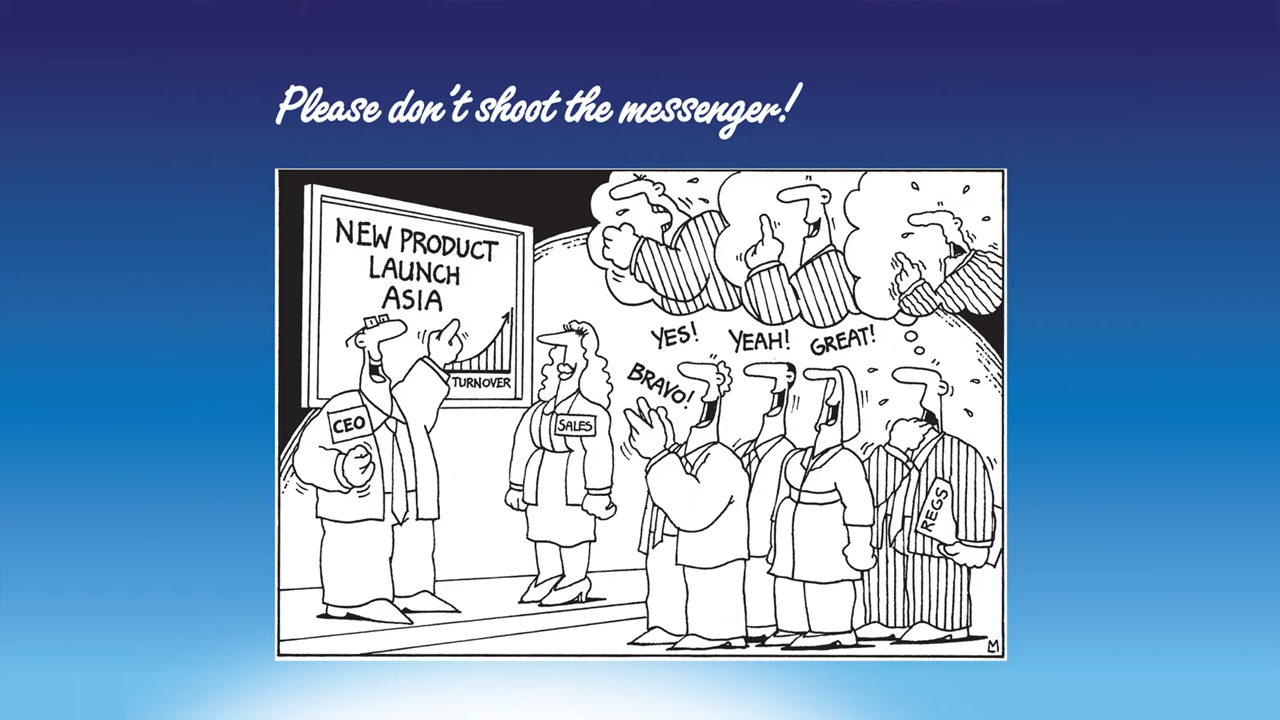 Please don't shoot the messenger!
NEW PRODUCT
LAUNCH
ASIA
TURNOVER
CEO
SALES
YES!
YEAH!
GREAT!
BRAVO!
REGS